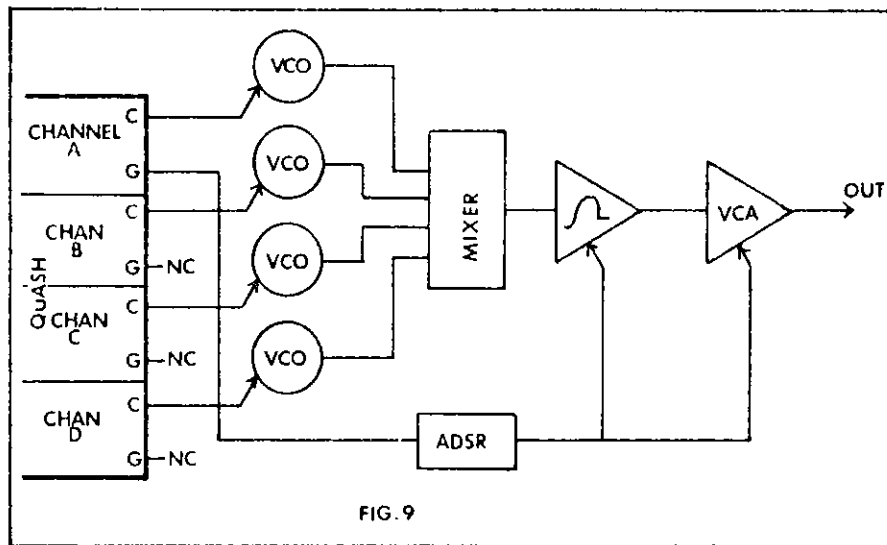 VCO
C
CHANNEL
A
G
VCO
C
CHAN
B
G NC
QUASH
VCO
C
CHAN
C
G NC
VCO
C
CHAN
D
G NC
MIXER
VCA
OUT
ADSR
FIG. 9